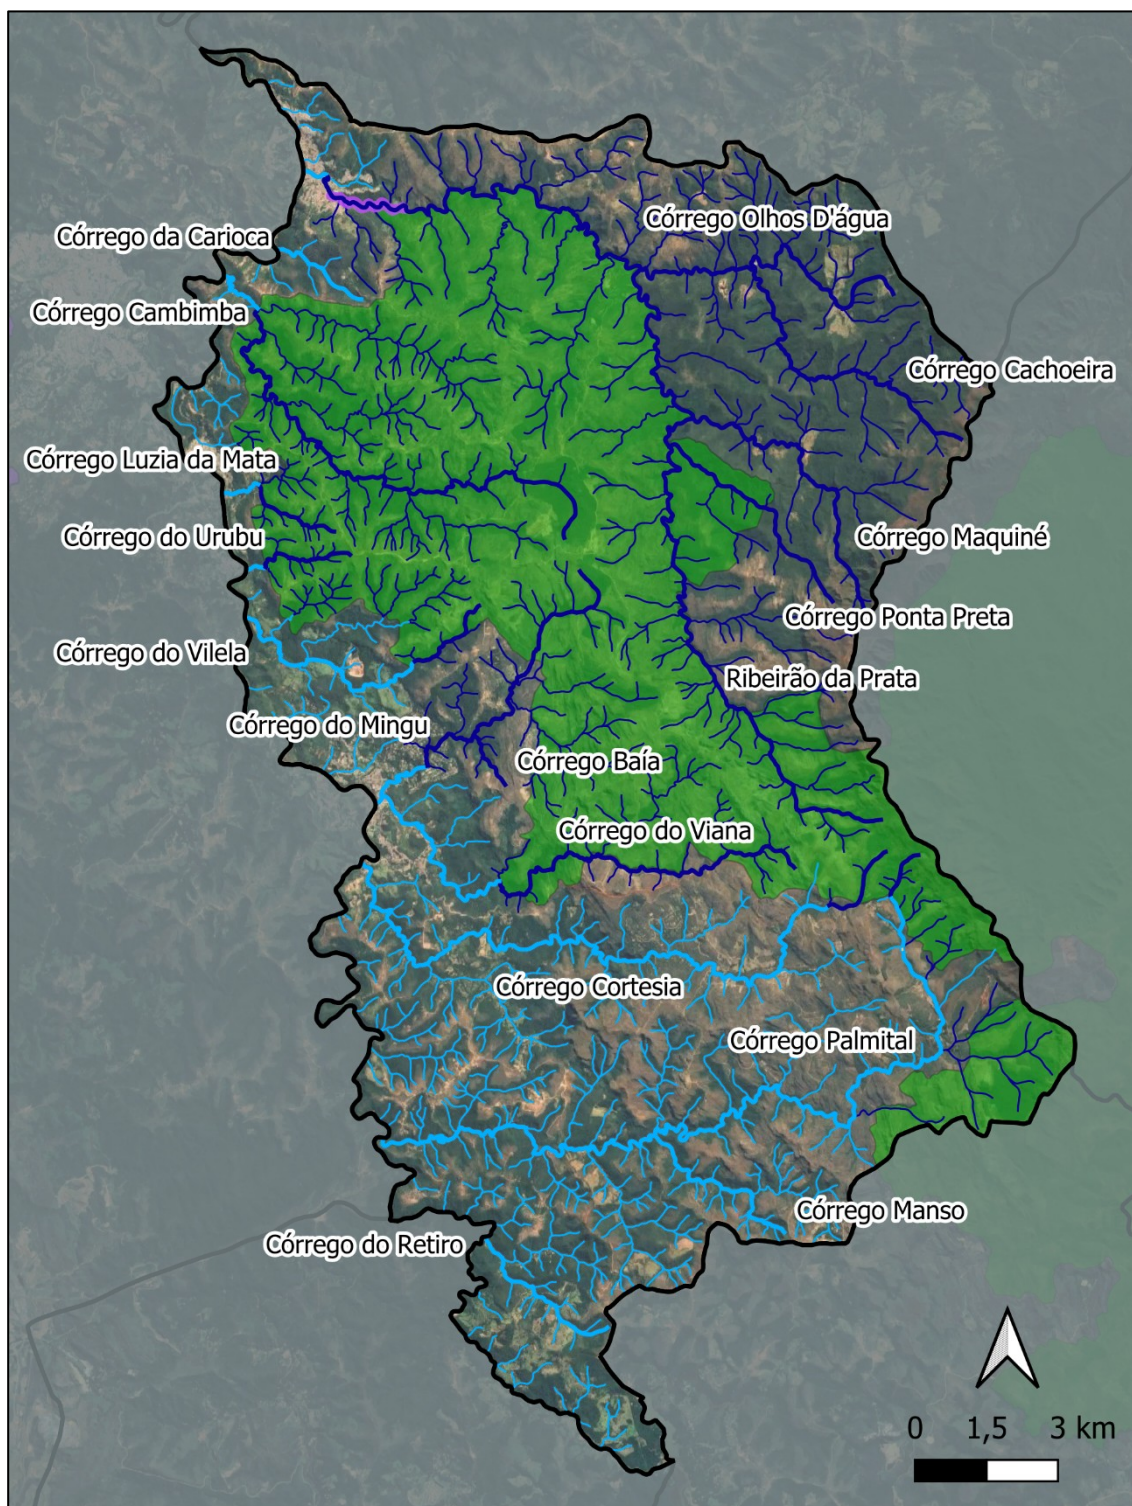 Córrego Olhos D'água
Córrego da Carioca
Córrego Cambimba
Córrego Cachoeira
Córrego Luzia da Mata
Córrego do Urubu
Córrego Maquiné
Córrego Ponta Preta
Córrego do Vilela
Ribeirão da Prata
Córrego do Mingu
Córrego Baía
Córrego do Viana
Córrego Cortesia
Córrego Palmital
Córrego Manso
Córrego do Retiro
0 1,5 3 km